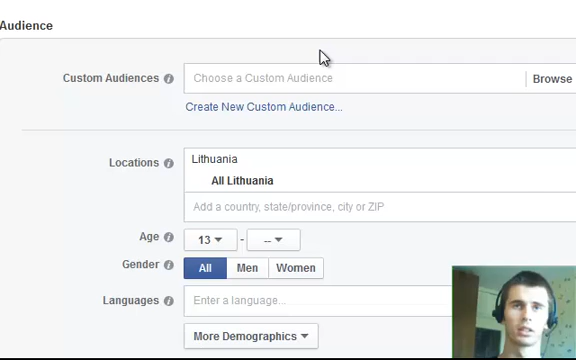 Audience
Custom Audiences Choose a Custom Audience Browse
Create New Custom Audience...
Locations Lithuania
All Lithuania
Add a country, state/province, city or ZIP
Age 13 - --
Gender All Men Women
Languages Enter a language...
More Demographics